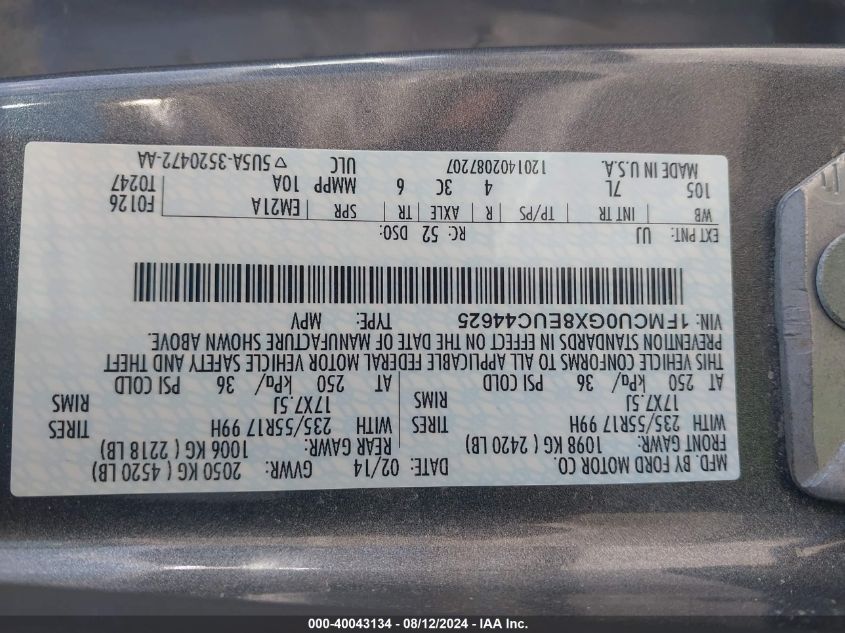 MFD. BY FORD MOTOR CO.
DATE: 02/14 GVWR: 2050 KG ( 4520 LB)
FRONT GAWR: 1098 KG ( 2420 LB) REAR GAWR: 1006 KG ( 2218 LB)
WITH 235/55R17 99H TIRES WITH 235/55R17 99H TIRES
17X7.5J RIMS 17X7.5J RIMS
AT 250 kPa/ 36 PSI COLD AT 250 kPa/ 36 PSI COLD
THIS VEHICLE CONFORMS TO ALL APPLICABLE FEDERAL MOTOR VEHICLE SAFETY AND THEFT
PREVENTION STANDARDS IN EFFECT ON THE DATE OF MANUFACTURE SHOWN ABOVE.
VIN: 1FMCU0GX8EUC44625 TYPE: MPV
EXT PNT: UJ RC: 52 DSO:
WB INT TR TP/PS R AXLE TR SPR EM21A F0126
105 7L 4 3C 6 MMPP 10A T0247
MADE IN U.S.A. 1201402087207 ULC ▽ 5U5A-3520472-AA
000-40043134 - 08/12/2024 - IAA Inc.